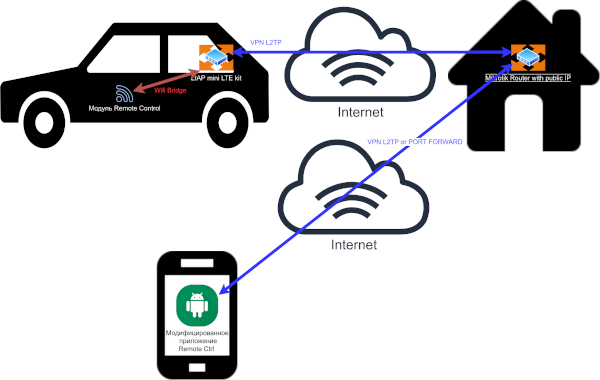 VPN L2TP
LtAP mini LTE kit
Mikrotik Router with public IP
Wifi Bridge
Модуль Remote Control
Internet
VPN L2TP or PORT FORWARD
Internet
Модифицированное
приложение
Remote Ctrl